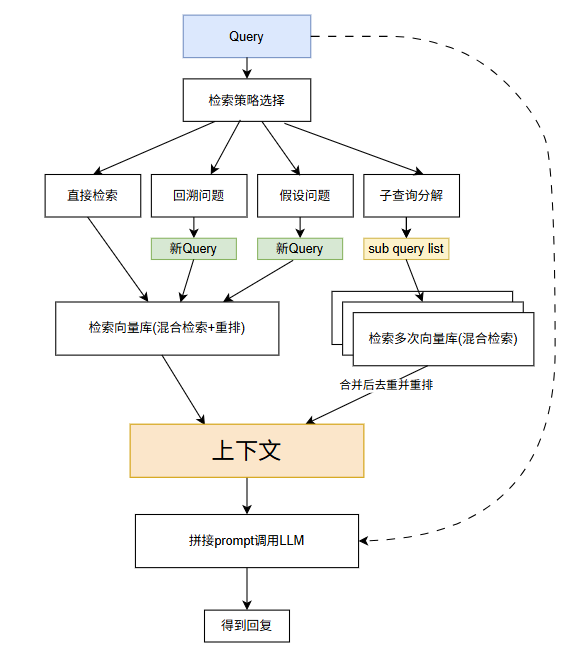 Query
检索策略选择
直接检索
回溯问题
假设问题
子查询分解
新Query
新Query
sub query list
检索向量库(混合检索+重排)
检索多次向量库(混合检索)
合并后去重并重排
上下文
拼接prompt调用LLM
得到回复